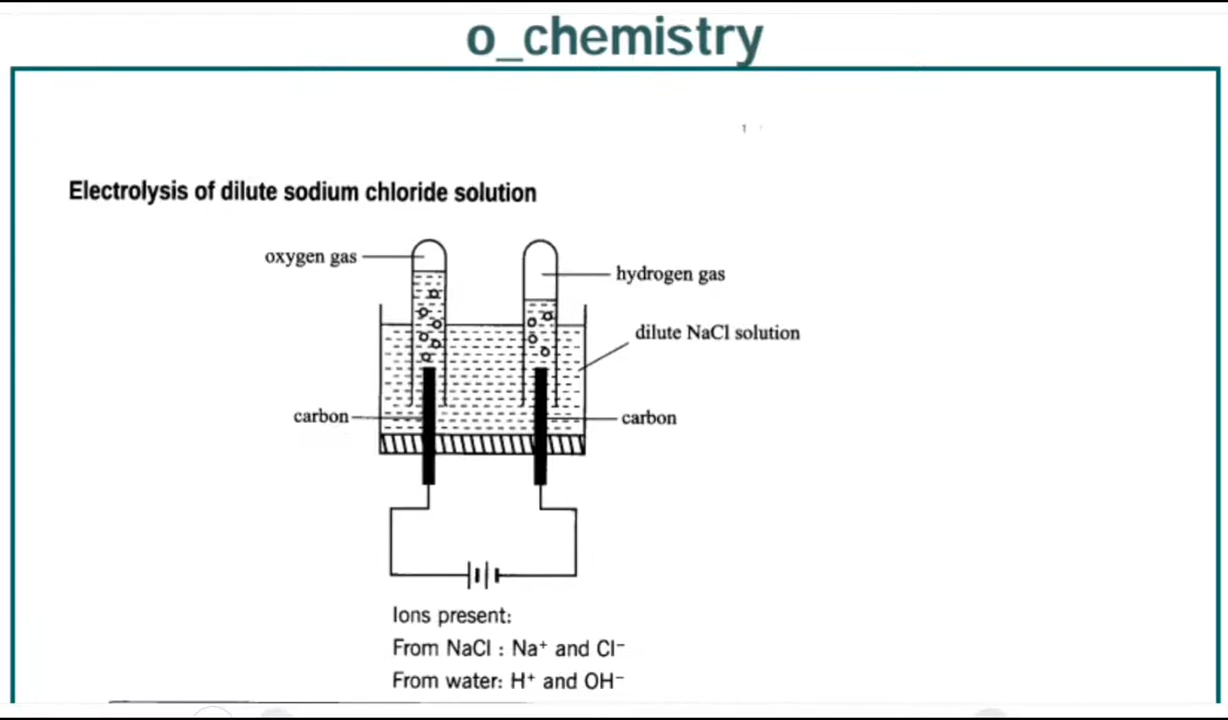 o_chemistry
Electrolysis of dilute sodium chloride solution
oxygen gas
hydrogen gas
dilute NaCl solution
carbon
carbon
Ions present:
From NaCl : Na⁺ and Cl⁻
From water: H⁺ and OH⁻